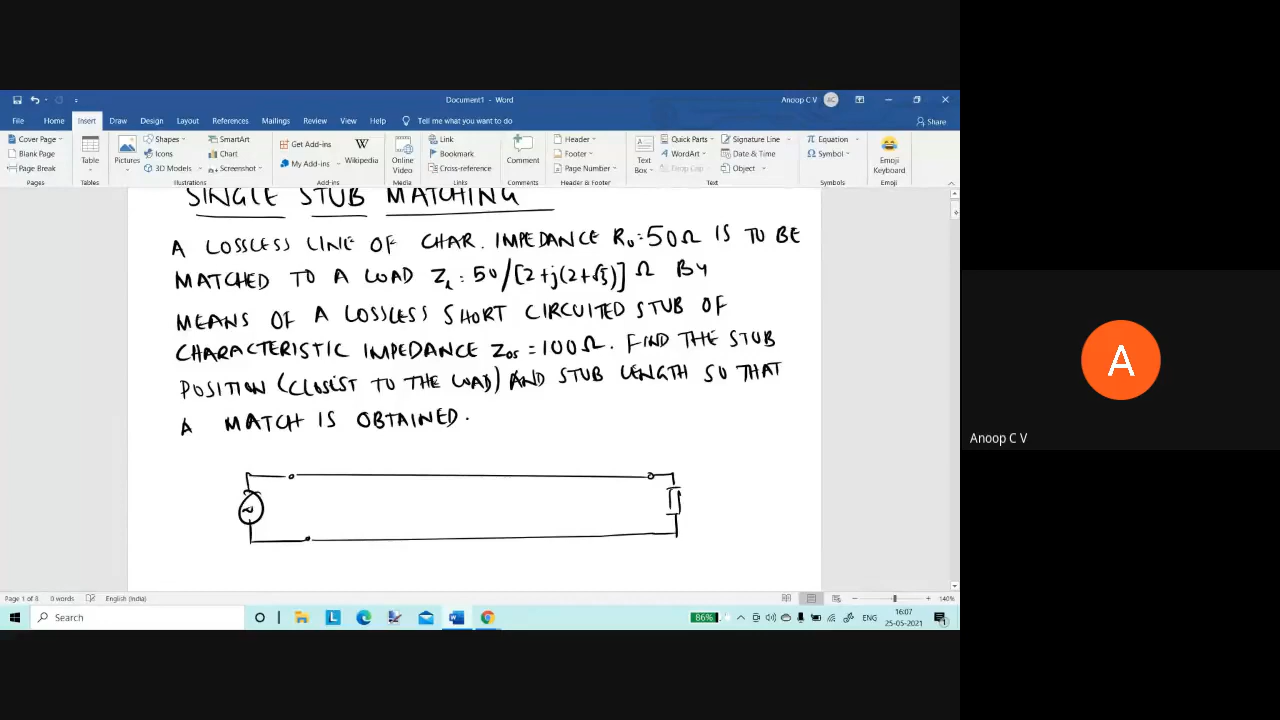 Document1 - Word
Anoop C V
AC
File Home Insert Draw Design Layout References Mailings Review View Help Tell me what you want to do
Share
Cover Page
Blank Page
Page Break
Pages
Table
Tables
Pictures
Shapes
Icons
3D Models
SmartArt
Chart
Screenshot
Illustrations
Get Add-ins
My Add-ins
Wikipedia
Add-ins
Online Video
Media
Link
Bookmark
Cross-reference
Links
Comment
Comments
Header
Footer
Page Number
Header & Footer
Text Box
Quick Parts
WordArt
Drop Cap
Signature Line
Date & Time
Object
Text
Equation
Symbol
Symbols
Emoji Keyboard
Emoji
SINGLE STUB MATCHING
A LOSSLESS LINE OF CHAR. IMPEDANCE R0=50Ω IS TO BE
MATCHED TO A LOAD ZL = 50/[2+j(2+√3)] Ω BY
MEANS OF A LOSSLESS SHORT CIRCUITED STUB OF
CHARACTERISTIC IMPEDANCE Zos = 100Ω. FIND THE STUB
POSITION (CLOSEST TO THE LOAD) AND STUB LENGTH SO THAT
A MATCH IS OBTAINED.
A
Anoop C V
Page 1 of 8 0 words English (India)
140%
Search
L
86%
ENG
16:07
25-05-2021